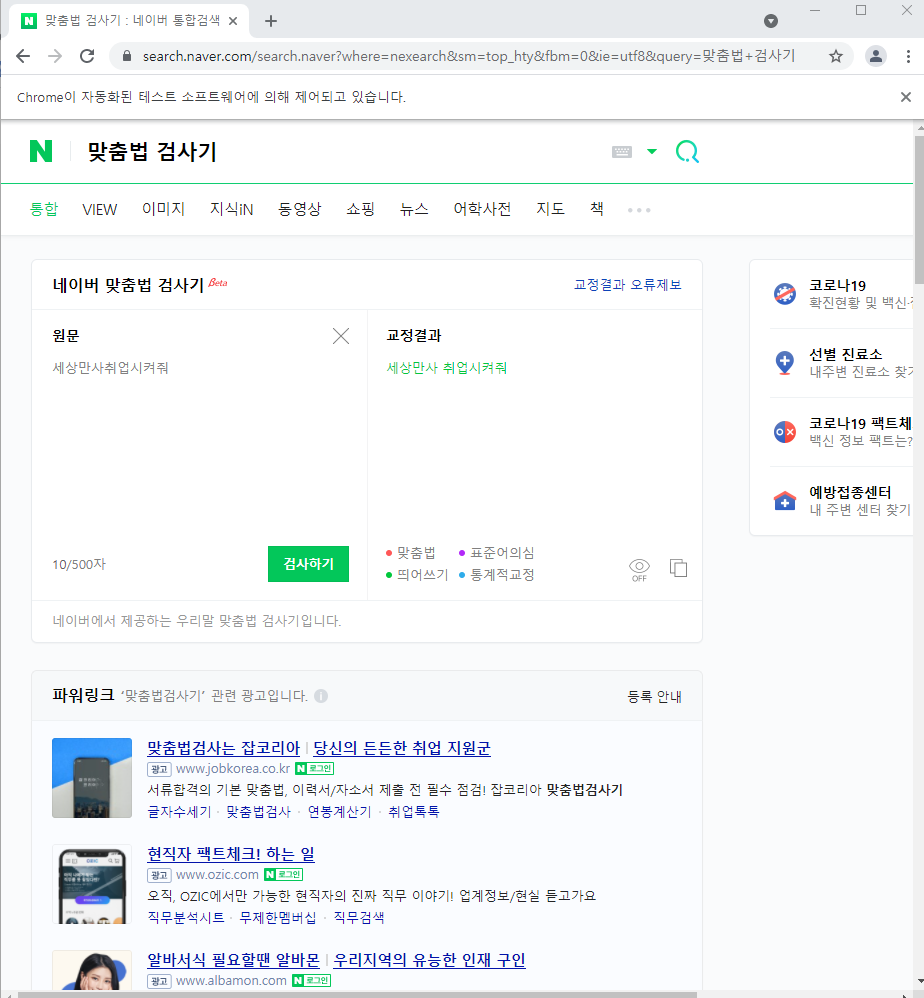 맞춤법 검사기 : 네이버 통합검색
search.naver.com/search.naver?where=nexearch&sm=top_hty&fbm=0&ie=utf8&query=맞춤법+검사기
Chrome이 자동화된 테스트 소프트웨어에 의해 제어되고 있습니다.
N 맞춤법 검사기
통합 VIEW 이미지 지식iN 동영상 쇼핑 뉴스 어학사전 지도 책
네이버 맞춤법 검사기 Beta 교정결과 오류제보
원문
세상만사취업시켜줘
10/500자 검사하기
교정결과
세상만사 취업시켜줘
맞춤법 표준어의심
띄어쓰기 통계적교정
OFF
네이버에서 제공하는 우리말 맞춤법 검사기입니다.
코로나19
확진현황 및 백신·
선별 진료소
내주변 진료소 찾기
코로나19 팩트체
백신 정보 팩트는?
예방접종센터
내 주변 센터 찾기
파워링크 '맞춤법검사기' 관련 광고입니다. 등록 안내
맞춤법검사는 잡코리아 | 당신의 든든한 취업 지원군
광고 www.jobkorea.co.kr N 로그인
서류합격의 기본 맞춤법, 이력서/자소서 제출 전 필수 점검! 잡코리아 맞춤법검사기
글자수세기 · 맞춤법검사 · 연봉계산기 · 취업톡톡
OZIC
현직자 팩트체크! 하는 일
광고 www.ozic.com N 로그인
오직, OZIC에서만 가능한 현직자의 진짜 직무 이야기! 업계정보/현실 듣고가요
직무분석시트 · 무제한멤버십 · 직무검색
알바서식 필요할땐 알바몬 | 우리지역의 유능한 인재 구인
광고 www.albamon.com N 로그인